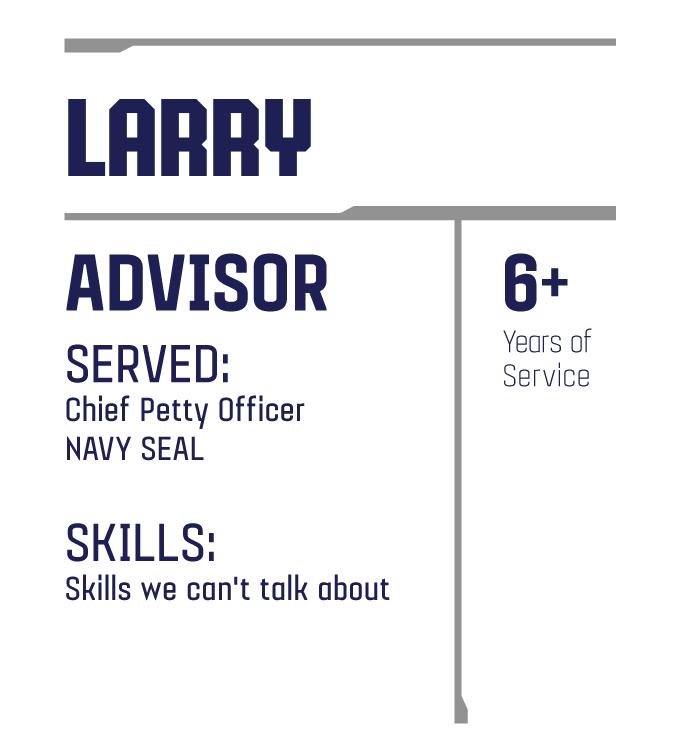 LARRY
ADVISOR
SERVED:
Chief Petty Officer
NAVY SEAL
SKILLS:
Skills we can't talk about
6+
Years of
Service